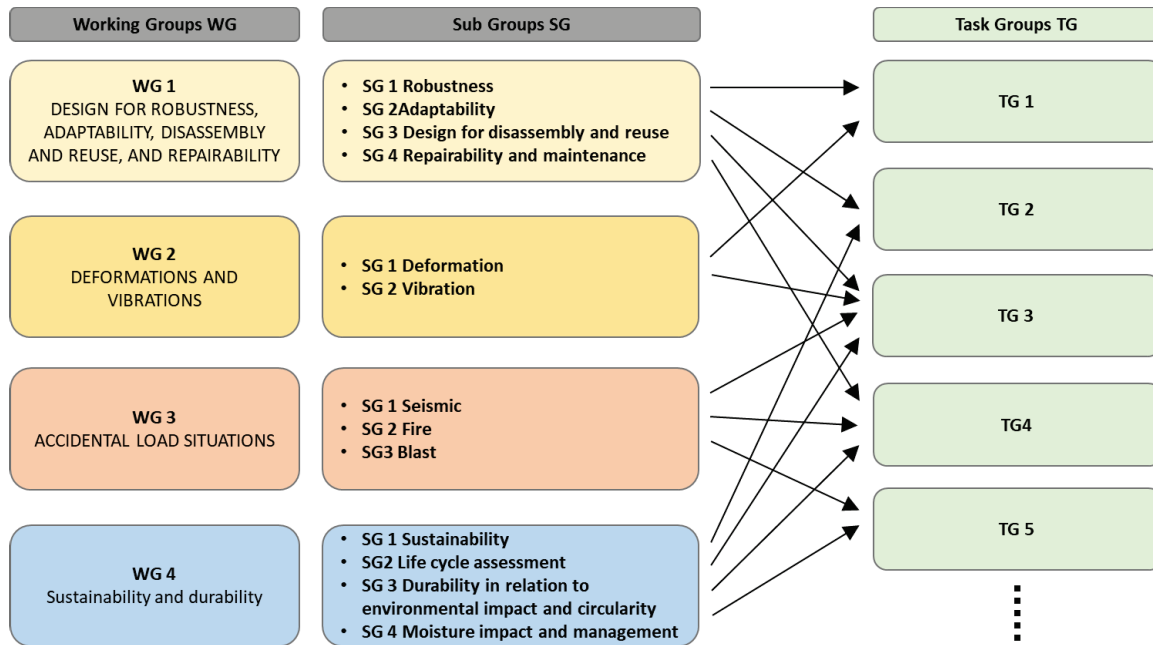 Working Groups WG
Sub Groups SG
Task Groups TG
WG 1
DESIGN FOR ROBUSTNESS,
ADAPTABILITY, DISASSEMBLY
AND REUSE, AND REPAIRABILITY
• SG 1 Robustness
• SG 2Adaptability
• SG 3 Design for disassembly and reuse
• SG 4 Repairability and maintenance
TG 1
TG 2
WG 2
DEFORMATIONS AND
VIBRATIONS
• SG 1 Deformation
• SG 2 Vibration
TG 3
WG 3
ACCIDENTAL LOAD SITUATIONS
• SG 1 Seismic
• SG 2 Fire
• SG3 Blast
TG4
WG 4
Sustainability and durability
• SG 1 Sustainability
• SG2 Life cycle assessment
• SG 3 Durability in relation to
environmental impact and circularity
• SG 4 Moisture impact and management
TG 5